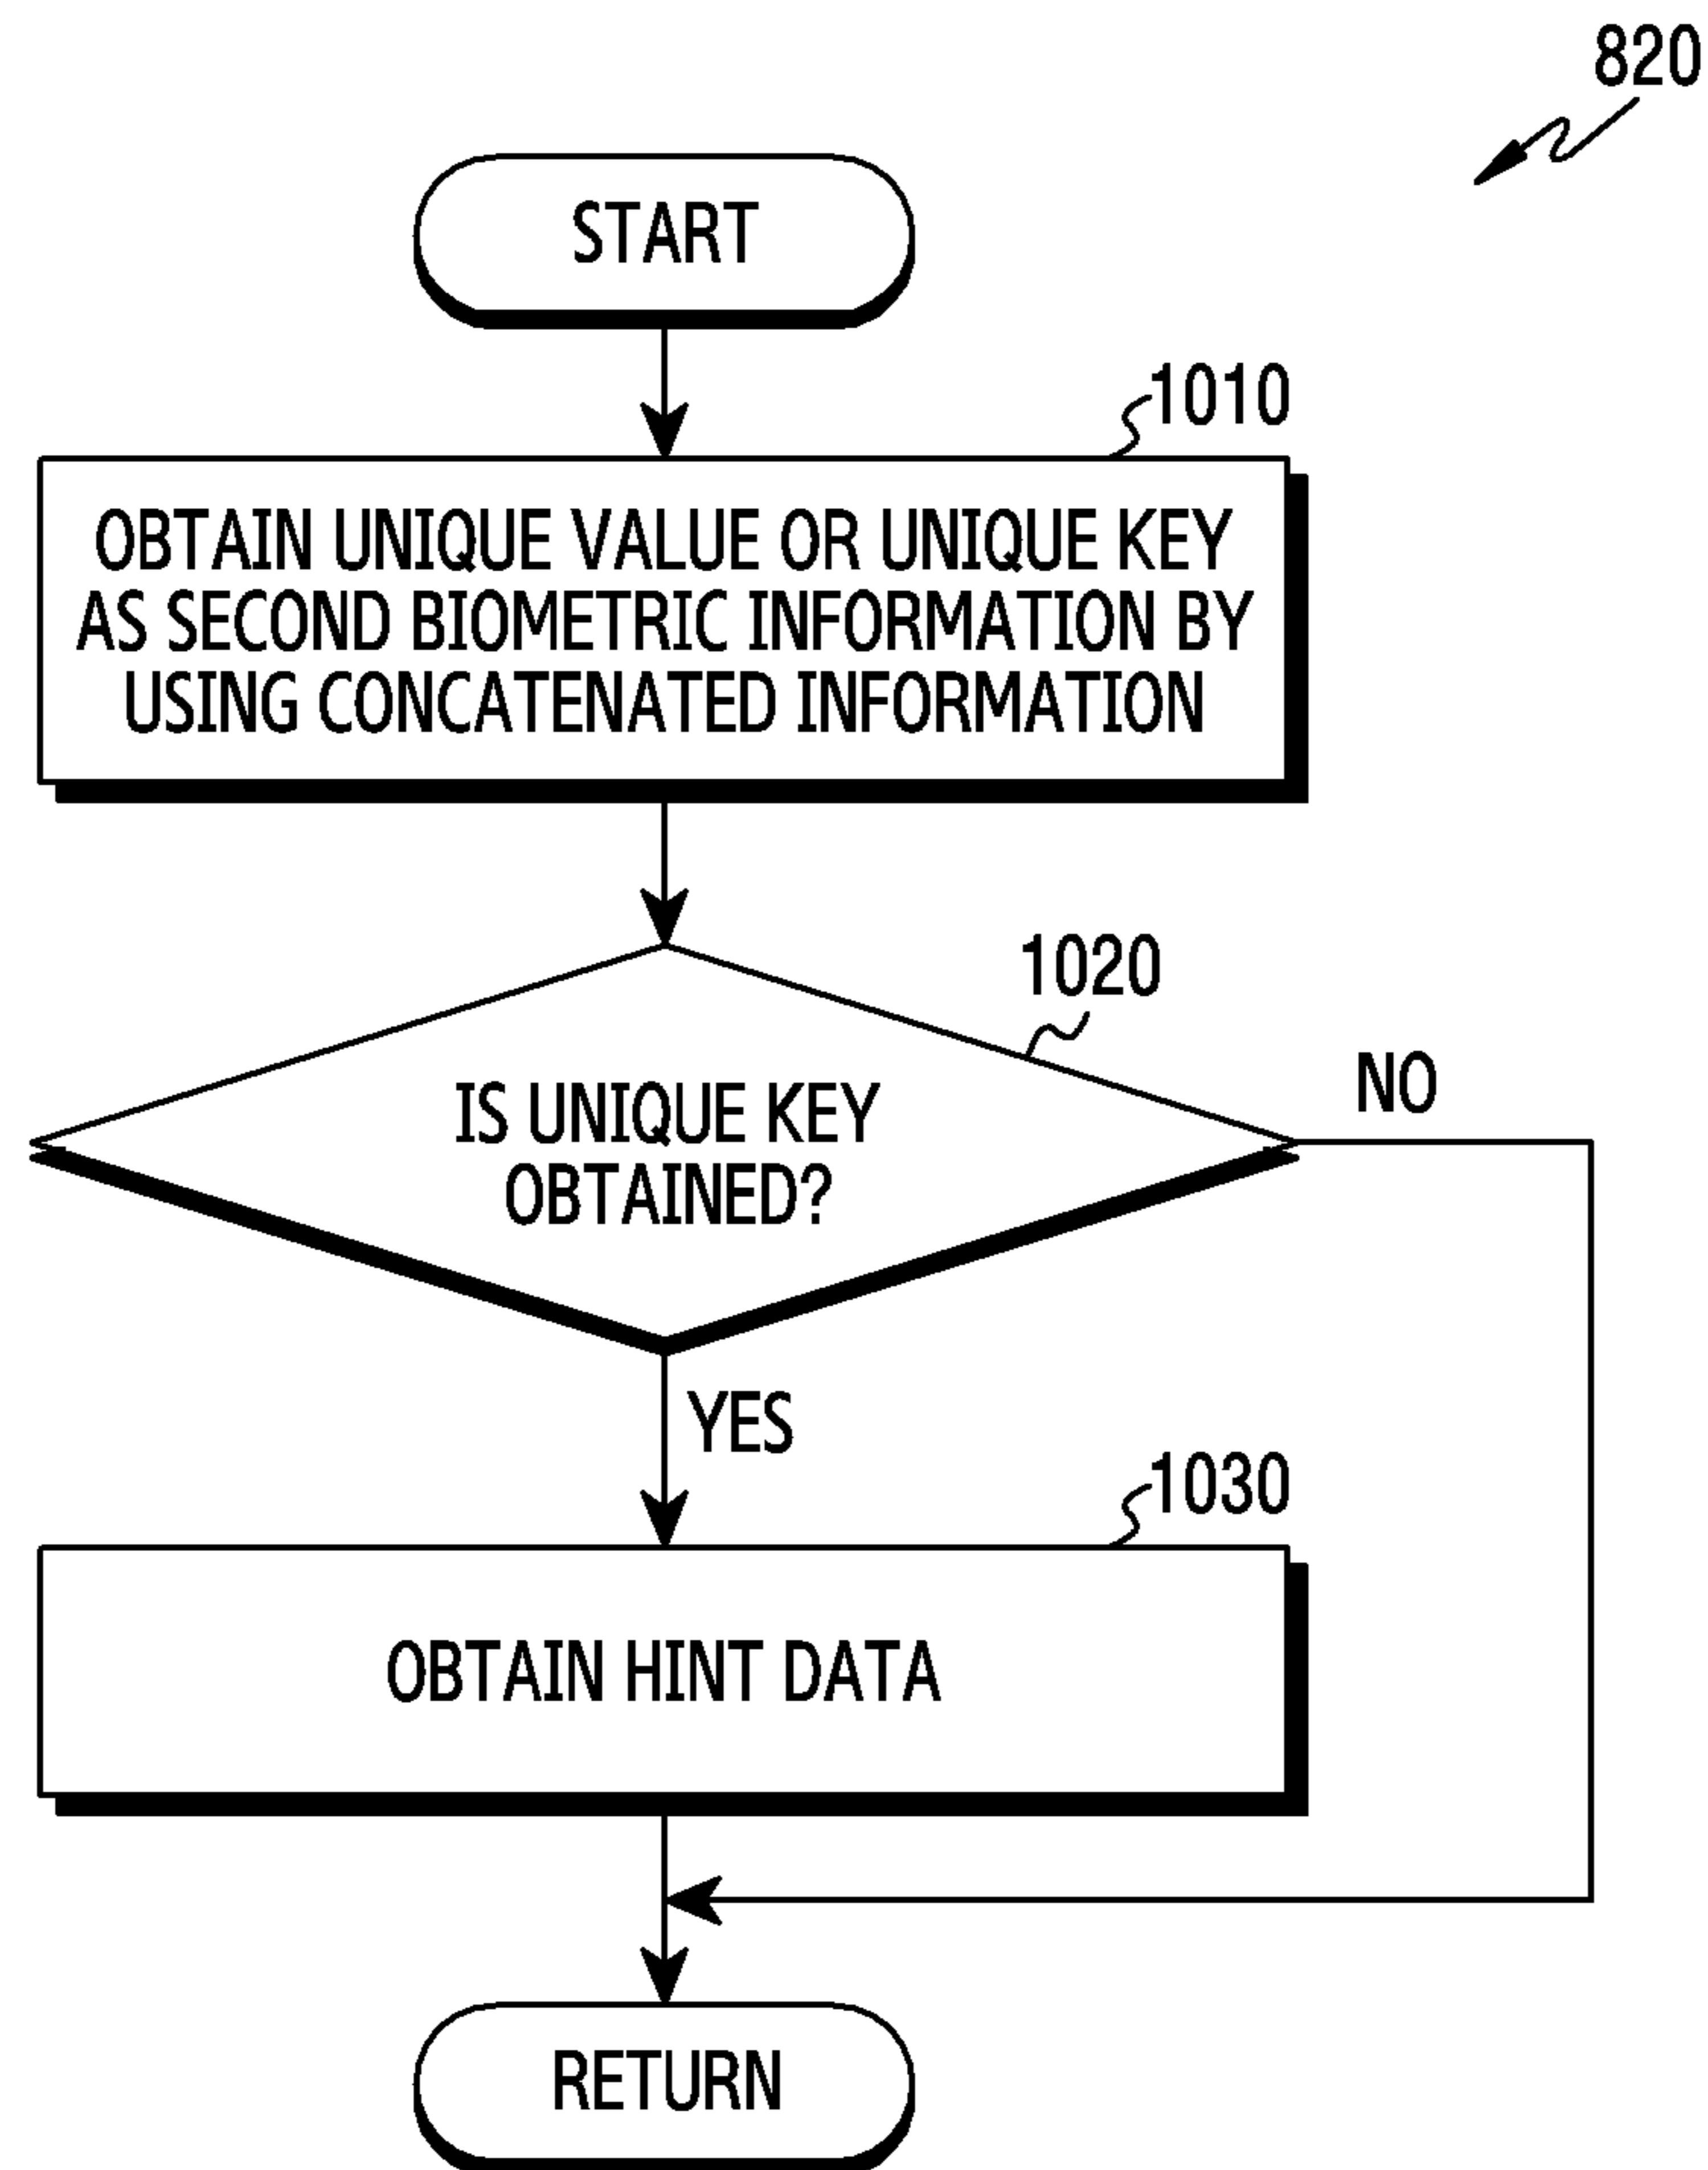 820
START
1010
OBTAIN UNIQUE VALUE OR UNIQUE KEY
AS SECOND BIOMETRIC INFORMATION BY
USING CONCATENATED INFORMATION
1020
NO
IS UNIQUE KEY
OBTAINED?
YES
1030
OBTAIN HINT DATA
RETURN